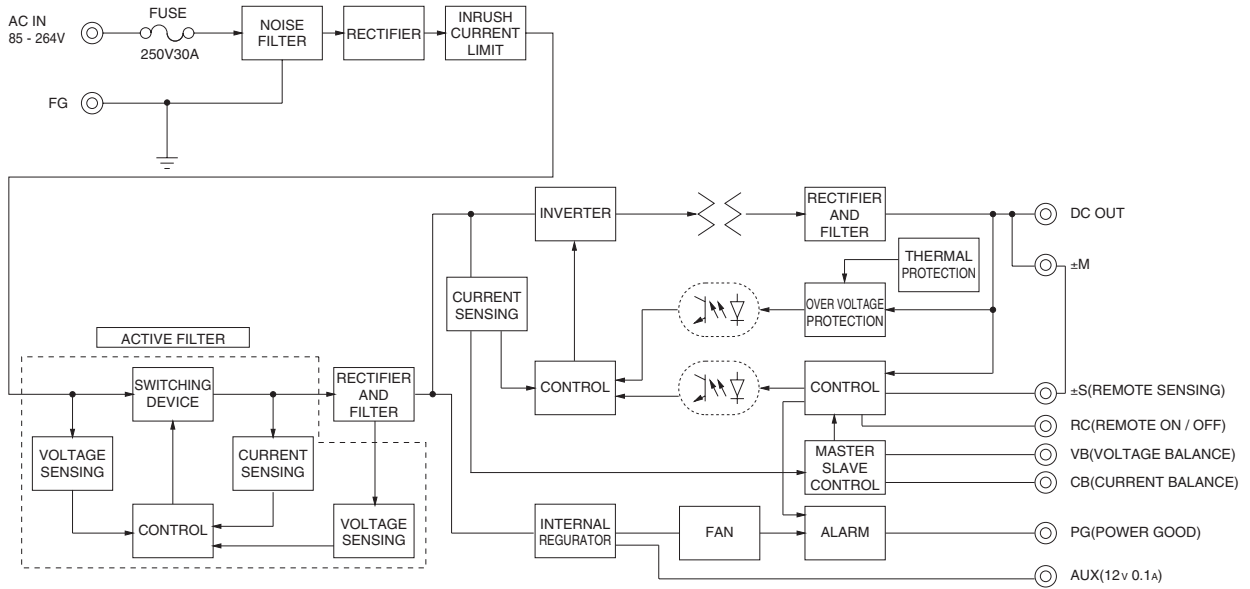 AC IN
85 - 264V
FUSE
250V30A
NOISE
FILTER
RECTIFIER
INRUSH
CURRENT
LIMIT
FG
INVERTER
RECTIFIER
AND
FILTER
DC OUT
THERMAL
PROTECTION
±M
CURRENT
SENSING
OVER VOLTAGE
PROTECTION
ACTIVE FILTER
SWITCHING
DEVICE
RECTIFIER
AND
FILTER
CONTROL
CONTROL
±S(REMOTE SENSING)
RC(REMOTE ON / OFF)
VOLTAGE
SENSING
CURRENT
SENSING
MASTER
SLAVE
CONTROL
VB(VOLTAGE BALANCE)
CB(CURRENT BALANCE)
CONTROL
VOLTAGE
SENSING
INTERNAL
REGURATOR
FAN
ALARM
PG(POWER GOOD)
AUX(12V 0.1A)